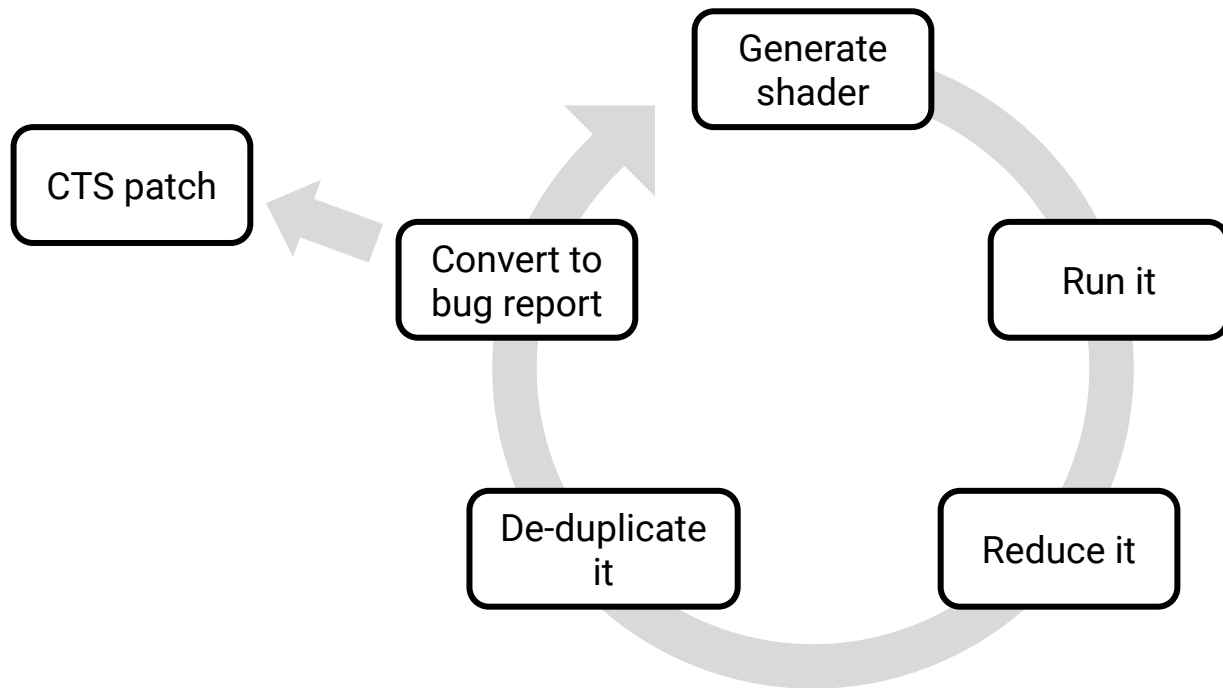 Generate
shader
CTS patch
Convert to
bug report
Run it
De-duplicate
it
Reduce it